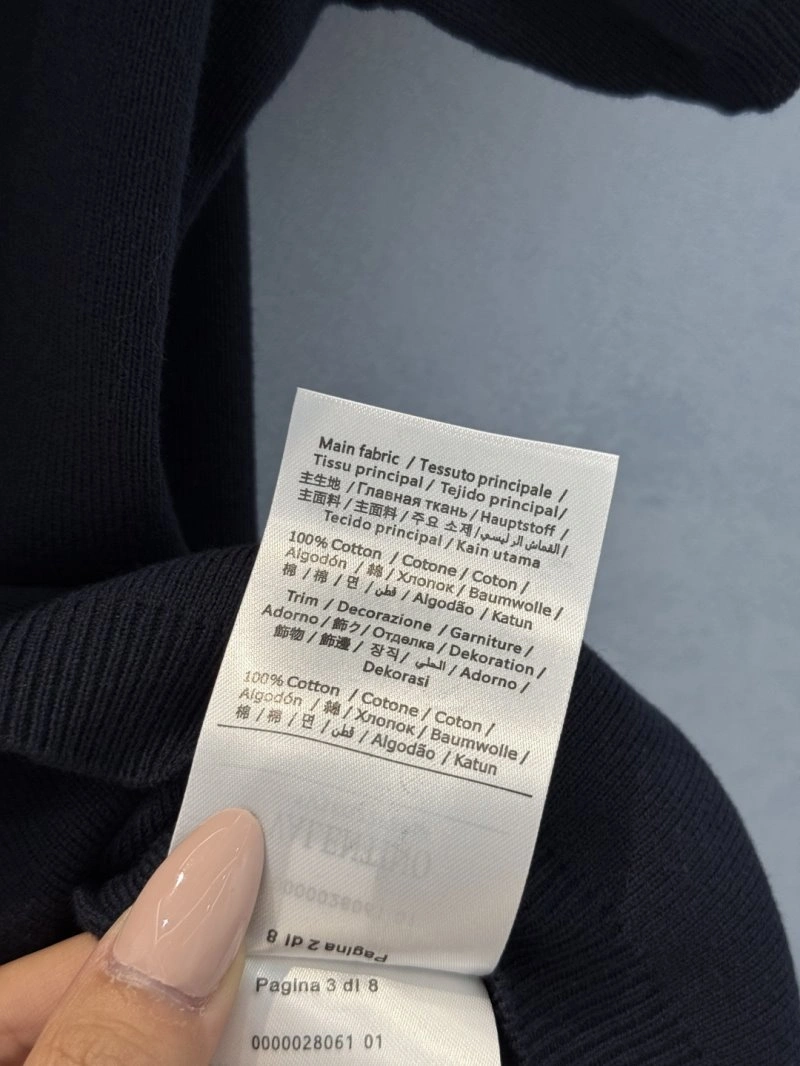 Main fabric / Tessuto principale /
Tissu principal / Tejido principal/
主生地 / Главная ткань / Hauptstoff /
主面料 / 主面料 / 주요 소재 / القماش الرئيسي /
Tecido principal / Kain utama
100% Cotton / Cotone / Coton /
Algodón / 綿 / Хлопок / Baumwolle /
棉 / 棉 / 면 / قطن / Algodão / Katun
Trim / Decorazione / Garniture /
Adorno / 飾り / Отделка / Dekoration /
飾物 / 飾邊 / 장직 / الحلي / Adorno /
Dekorasi
100% Cotton / Cotone / Coton /
Algodón / 綿 / Хлопок / Baumwolle /
棉 / 棉 / 면 / قطن / Algodão / Katun
VALENTINO
0000028061 01
Pagina 2 di 8
Pagina 3 di 8
0000028061 01